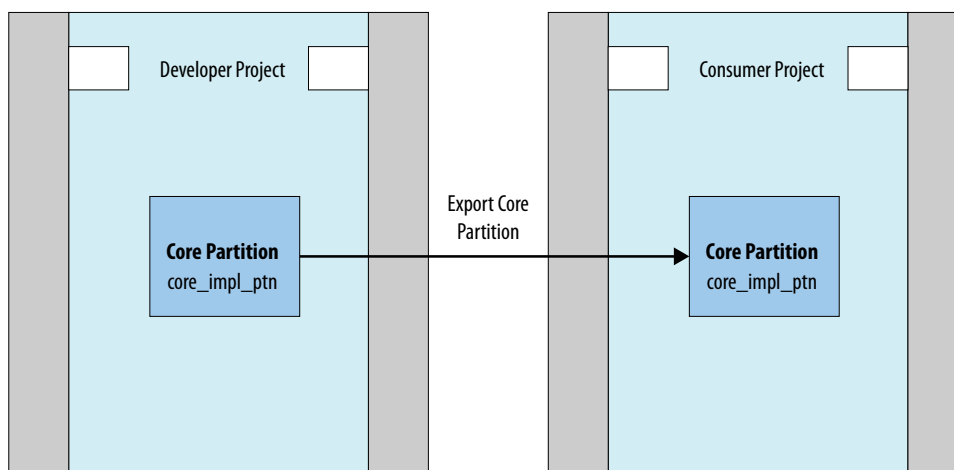 Developer Project
Consumer Project
Export Core
Partition
Core Partition
core_impl_ptn
Core Partition
core_impl_ptn